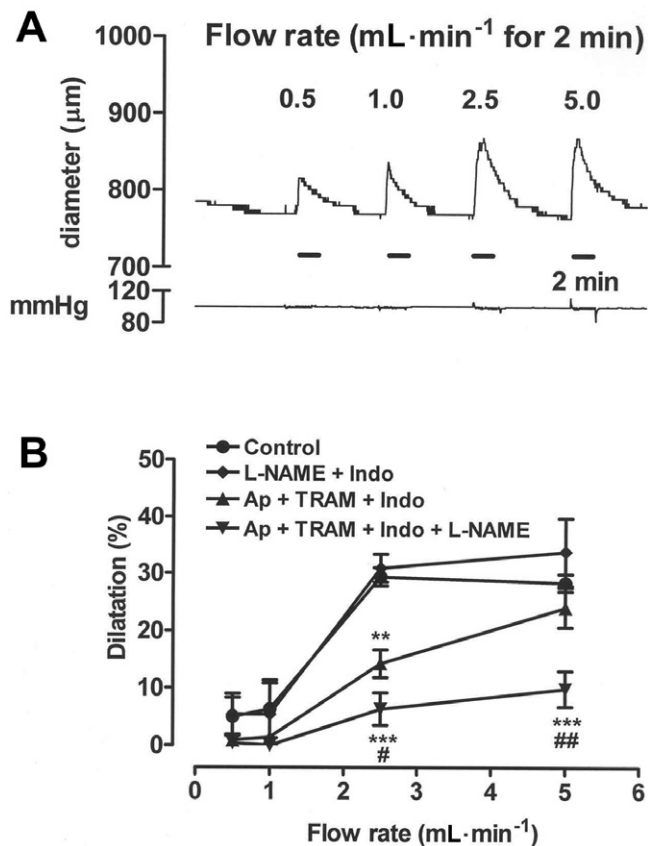 A
Flow rate (mL·min⁻¹ for 2 min)
1000
900
800
700
diameter (μm)
0.5 1.0 2.5 5.0
2 min
mmHg
120
80
B
Control
L-NAME + Indo
Ap + TRAM + Indo
Ap + TRAM + Indo + L-NAME
50
40
30
20
10
0
Dilatation (%)
**
***
#
***
##
0 1 2 3 4 5 6
Flow rate (mL·min⁻¹)